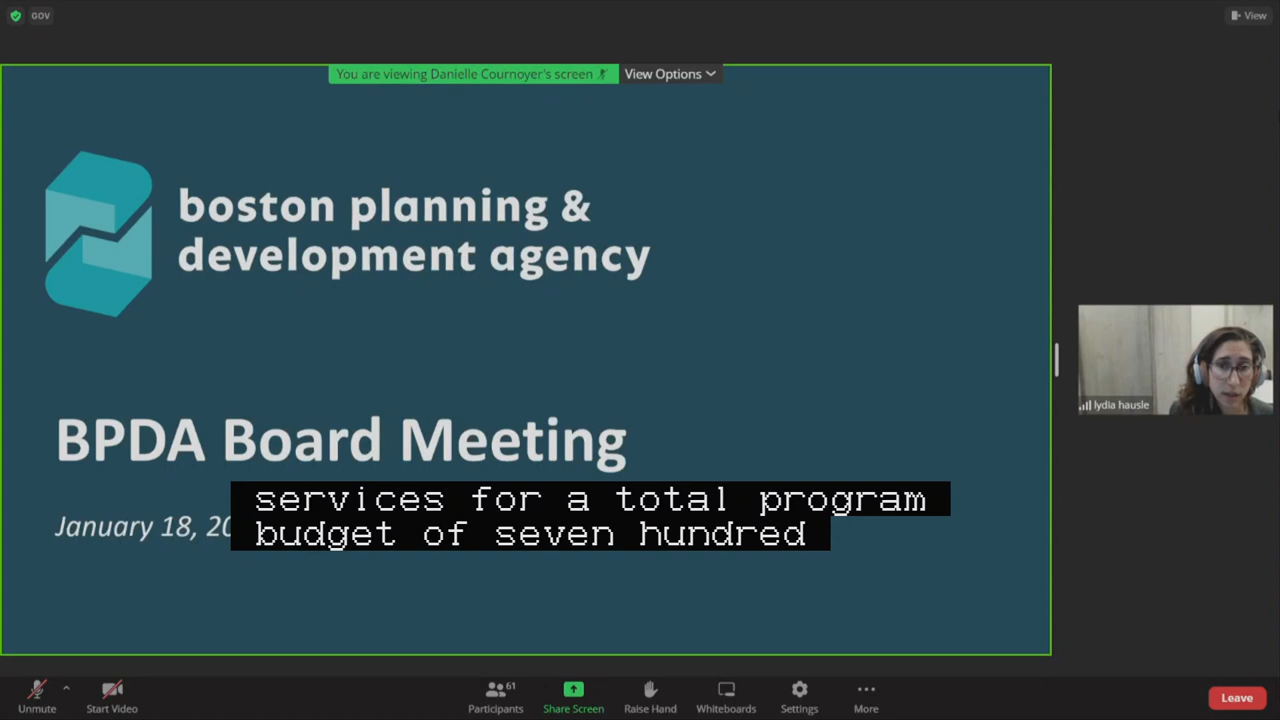 GOV
View
You are viewing Danielle Cournoyer's screen
View Options
boston planning &
development agency
BPDA Board Meeting
January 18, 20
services for a total program
budget of seven hundred
lydia hausle
Unmute
Start Video
Participants
61
Share Screen
Raise Hand
Whiteboards
Settings
More
Leave